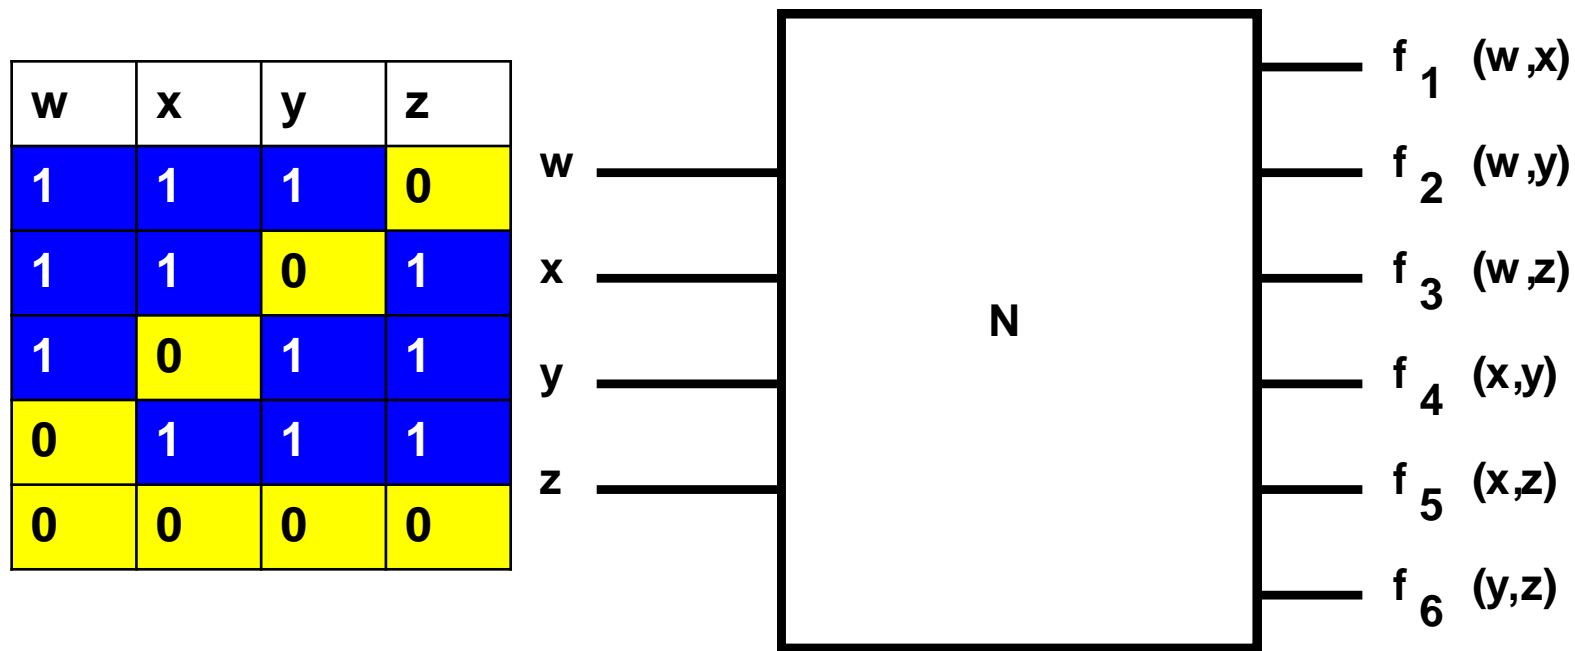 w x y z
1 1 1 0
1 1 0 1
1 0 1 1
0 1 1 1
0 0 0 0
w
x
y
z
N
f 1 (w,x)
f 2 (w,y)
f 3 (w,z)
f 4 (x,y)
f 5 (x,z)
f 6 (y,z)